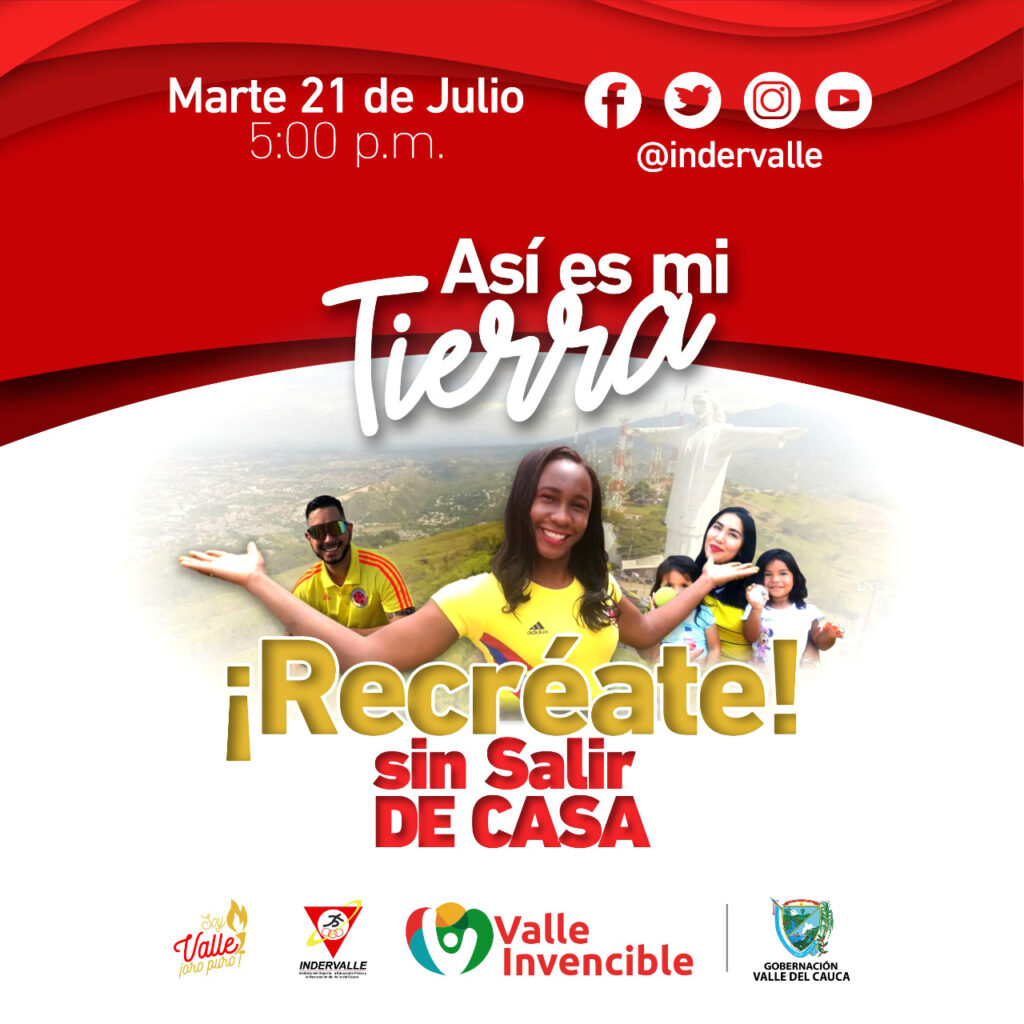 Marte 21 de Julio
5:00 p.m.
@indervalle
Así es mi
Tierra
adidas
¡Recréate!
sin Salir
DE CASA
Soy
Valle
¡oro puro!
INDERVALLE
Valle
Invencible
GOBERNACIÓN
VALLE DEL CAUCA